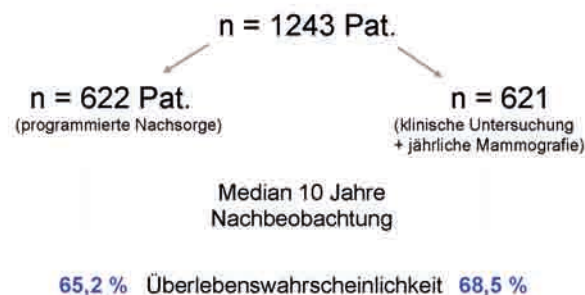 n = 1243 Pat.
n = 622 Pat.
(programmierte Nachsorge)
n = 621
(klinische Untersuchung
+ jährliche Mammografie)
Median 10 Jahre
Nachbeobachtung
65,2 % Überlebenswahrscheinlichkeit 68,5 %